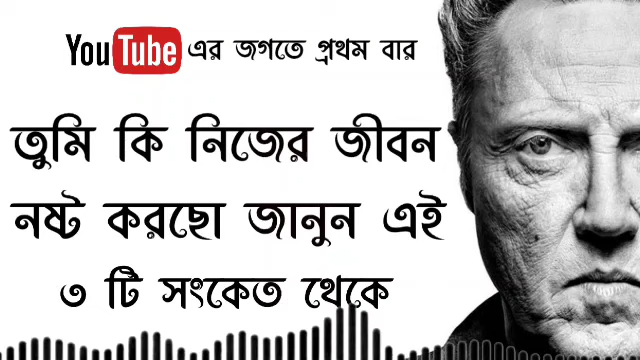 YouTube এর জগতে প্রথম বার
তুমি কি নিজের জীবন
নষ্ট করছো জানুন এই
৩ টি সংকেত থেকে